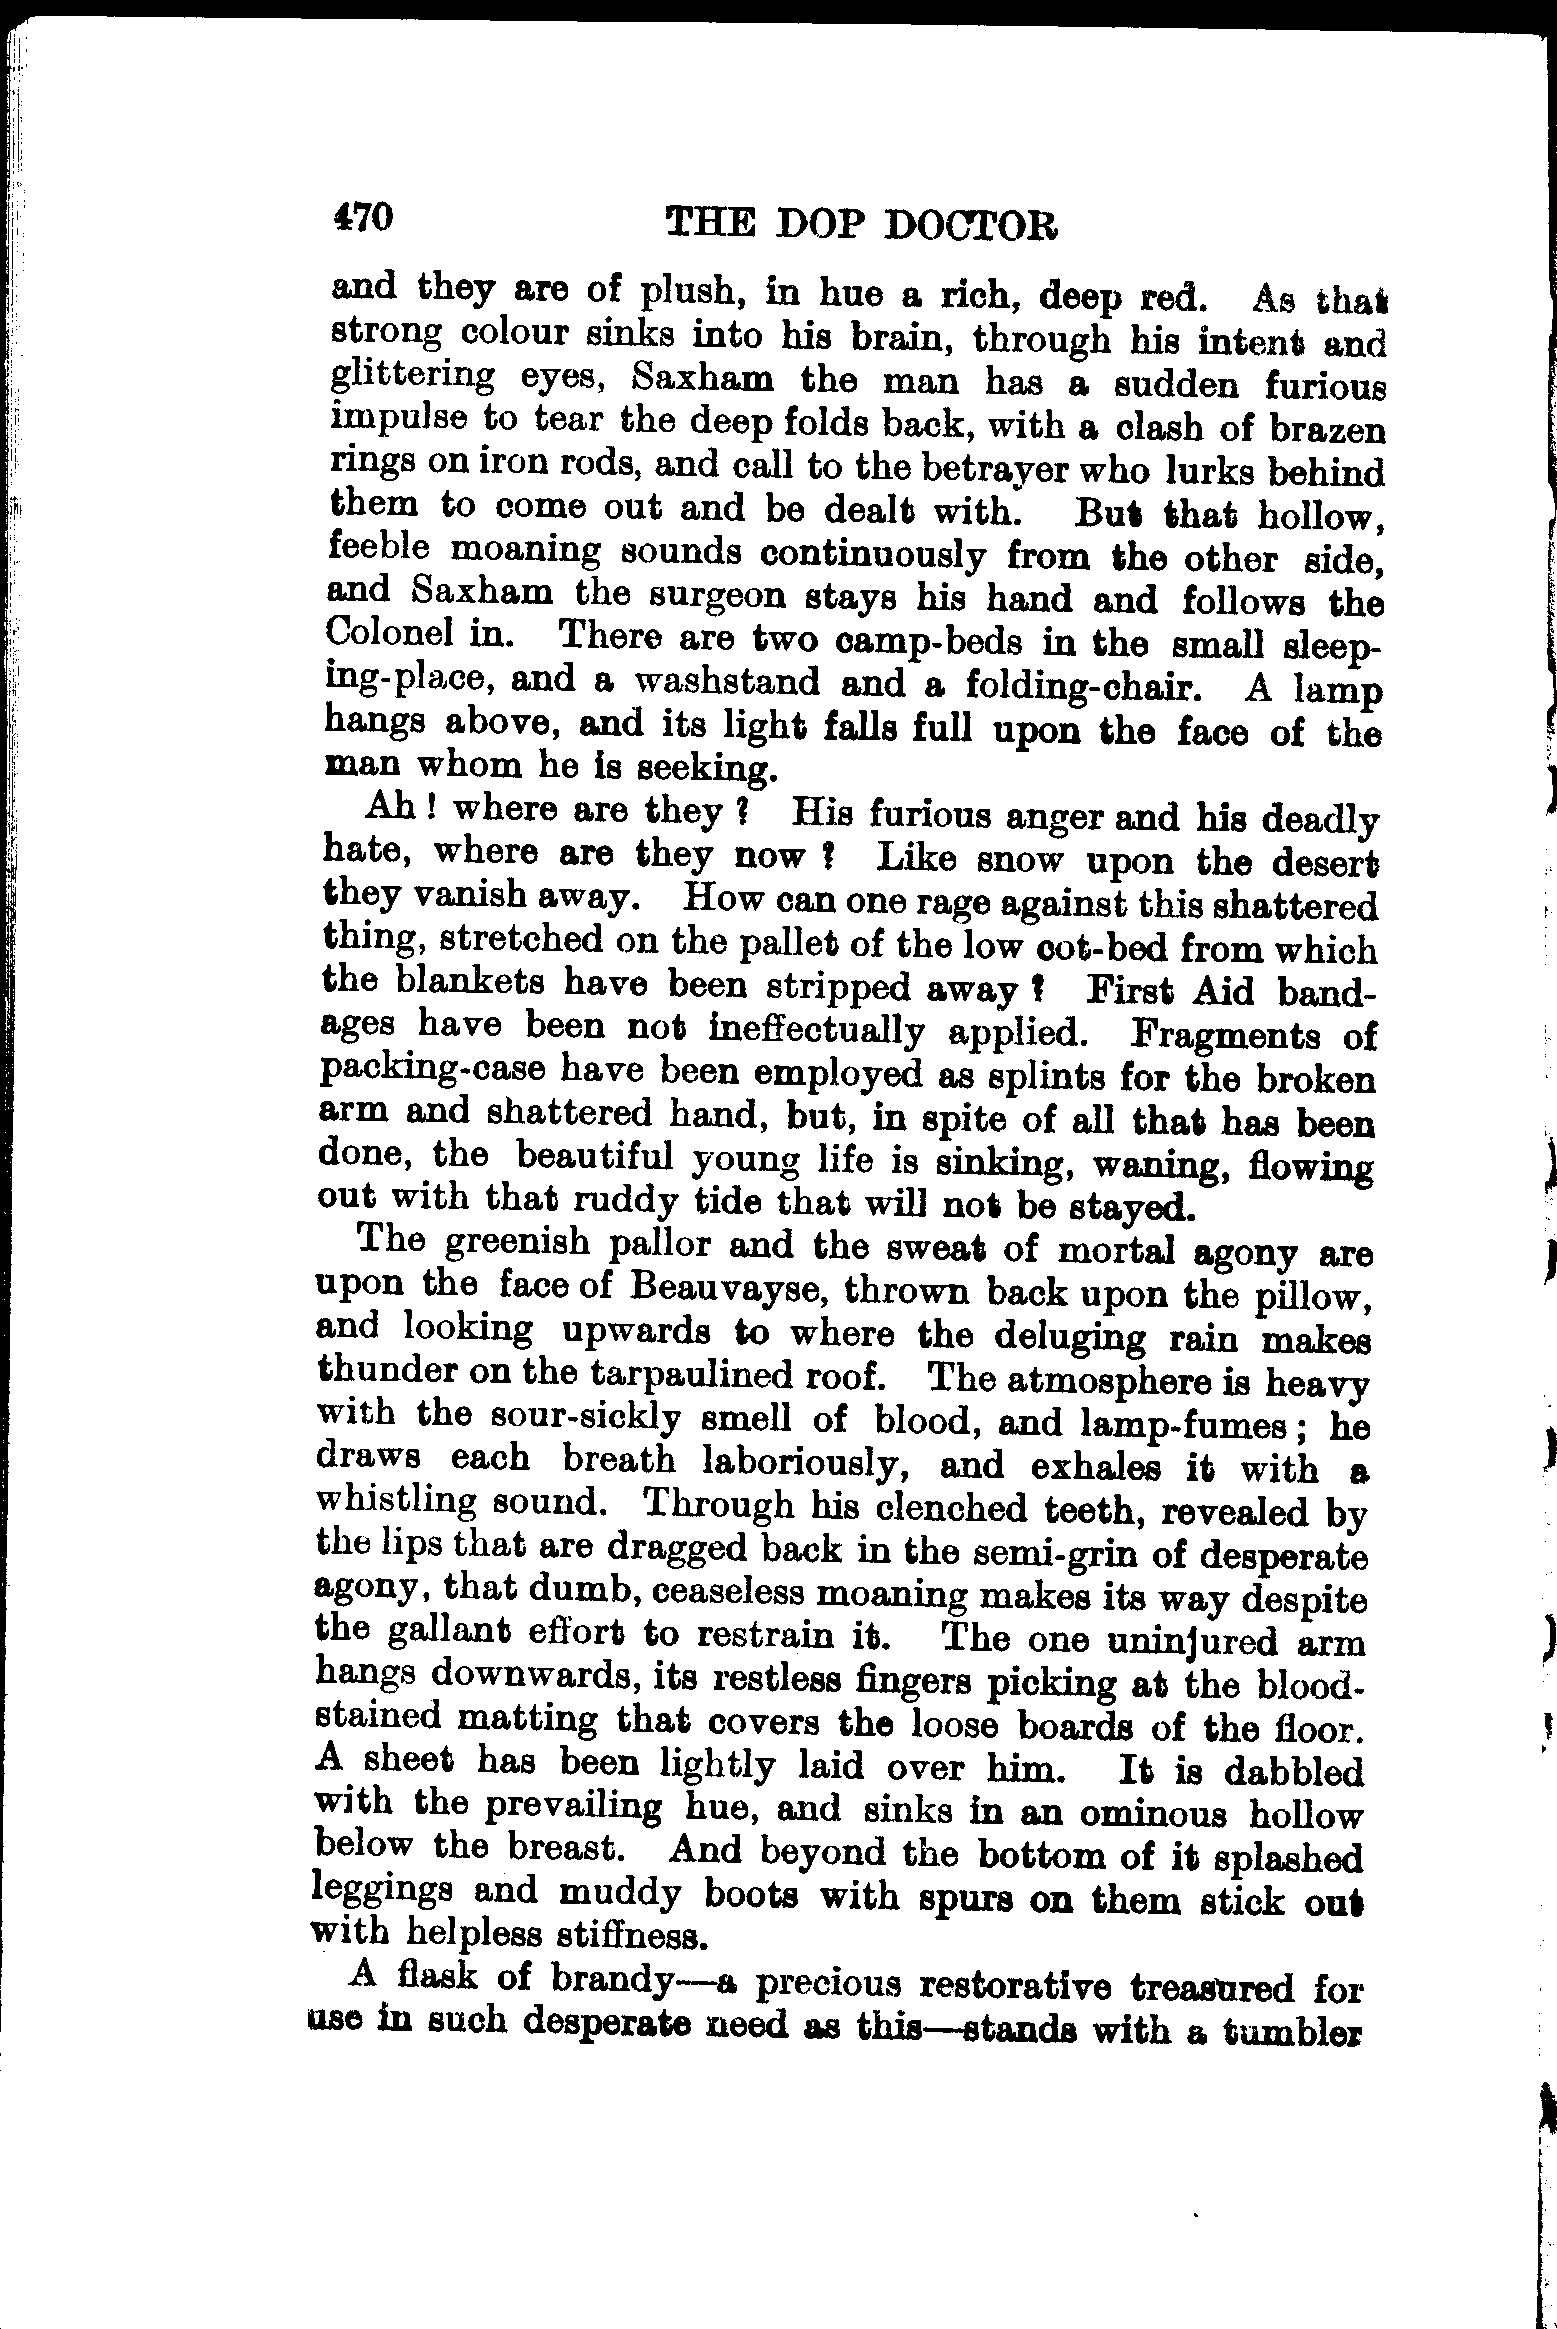 470 THE DOP DOCTOR
and they are of plush, in hue a rich, deep red. As that
strong colour sinks into his brain, through his intent and
glittering eyes, Saxham the man has a sudden furious
impulse to tear the deep folds back, with a clash of brazen
rings on iron rods, and call to the betrayer who lurks behind
them to come out and be dealt with. But that hollow,
feeble moaning sounds continuously from the other side,
and Saxham the surgeon stays his hand and follows the
Colonel in. There are two camp-beds in the small sleep-
ing-place, and a washstand and a folding-chair. A lamp
hangs above, and its light falls full upon the face of the
man whom he is seeking.
Ah ! where are they ? His furious anger and his deadly
hate, where are they now ? Like snow upon the desert
they vanish away. How can one rage against this shattered
thing, stretched on the pallet of the low cot-bed from which
the blankets have been stripped away ? First Aid band-
ages have been not ineffectually applied. Fragments of
packing-case have been employed as splints for the broken
arm and shattered hand, but, in spite of all that has been
done, the beautiful young life is sinking, waning, flowing
out with that ruddy tide that will not be stayed.
The greenish pallor and the sweat of mortal agony are
upon the face of Beauvayse, thrown back upon the pillow,
and looking upwards to where the deluging rain makes
thunder on the tarpaulined roof. The atmosphere is heavy
with the sour-sickly smell of blood, and lamp-fumes ; he
draws each breath laboriously, and exhales it with a
whistling sound. Through his clenched teeth, revealed by
the lips that are dragged back in the semi-grin of desperate
agony, that dumb, ceaseless moaning makes its way despite
the gallant effort to restrain it. The one uninjured arm
hangs downwards, its restless fingers picking at the blood-
stained matting that covers the loose boards of the floor.
A sheet has been lightly laid over him. It is dabbled
with the prevailing hue, and sinks in an ominous hollow
below the breast. And beyond the bottom of it splashed
leggings and muddy boots with spurs on them stick out
with helpless stiffness.
A flask of brandy—a precious restorative treasured for
use in such desperate need as this—stands with a tumbler